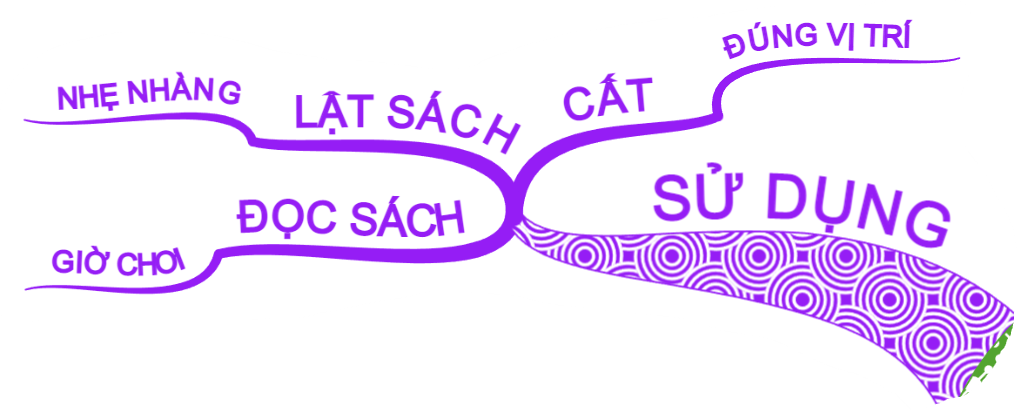 ĐÚNG VỊ TRÍ
NHẸ NHÀNG
LẬT SÁCH
CẤT
SỬ DỤNG
ĐỌC SÁCH
GIỜ CHƠI